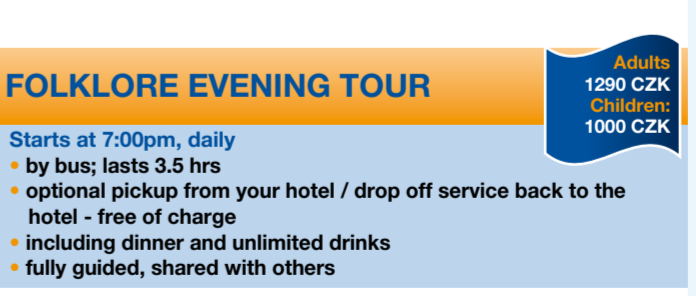 Adults
1290 CZK
Children:
1000 CZK
FOLKLORE EVENING TOUR
Starts at 7:00pm, daily
• by bus; lasts 3.5 hrs
• optional pickup from your hotel / drop off service back to the
hotel - free of charge
• including dinner and unlimited drinks
• fully guided, shared with others